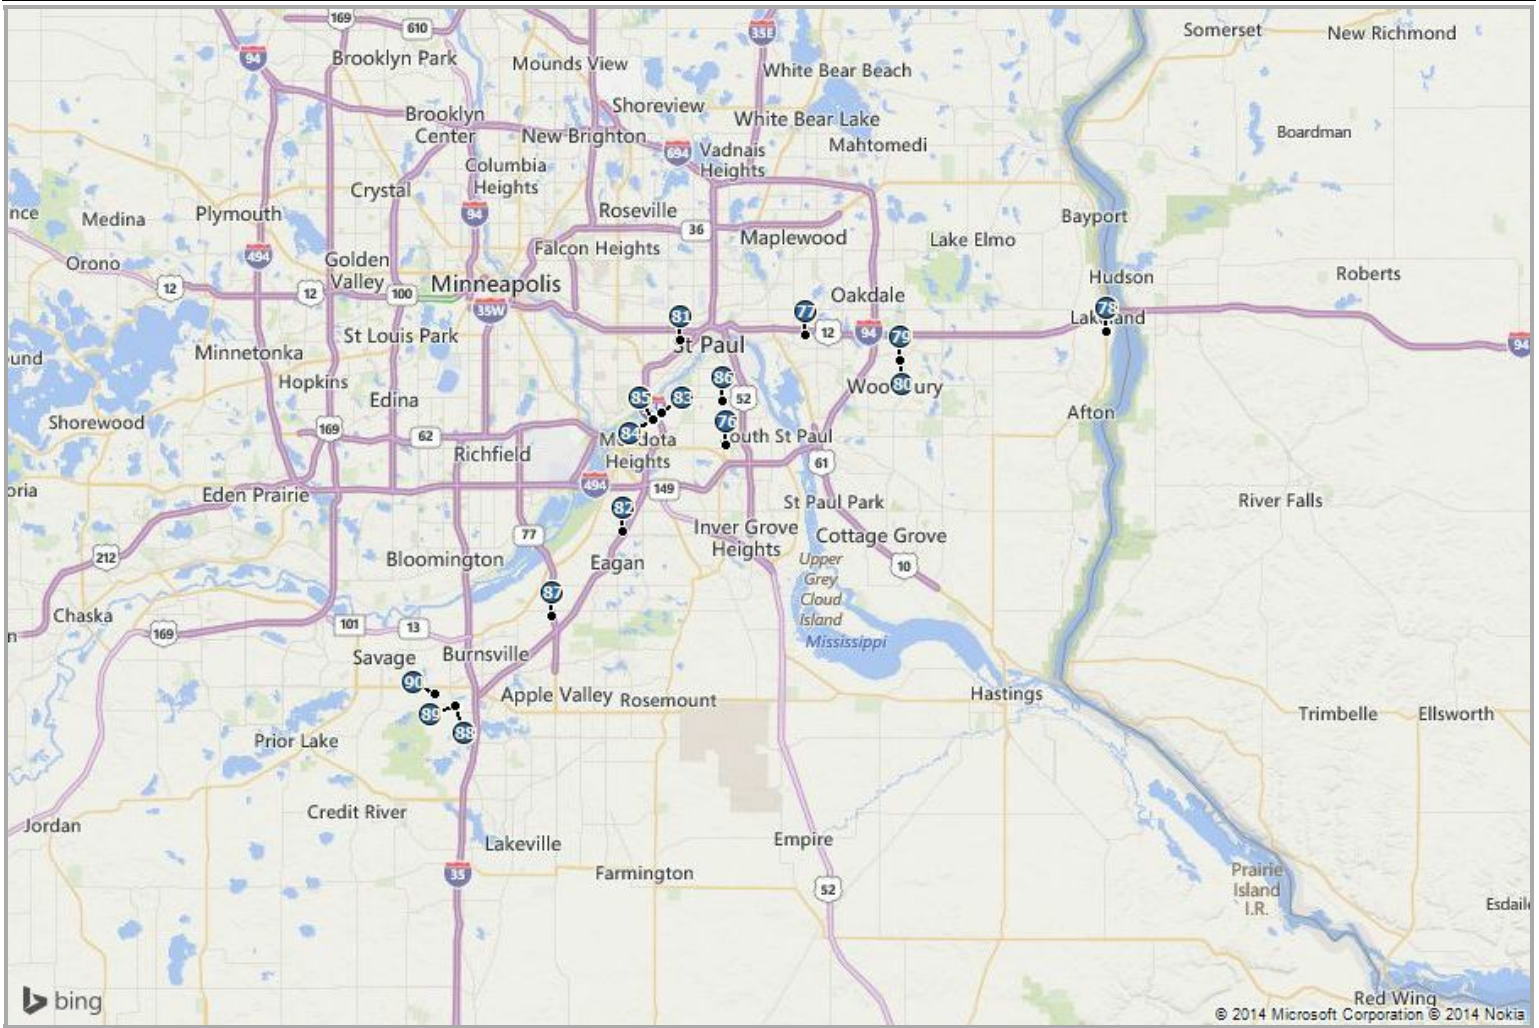 169
610
94
Brooklyn Park
Mounds View
35E
White Bear Beach
Somerset
New Richmond
Shoreview
Brooklyn
Center
New Brighton
White Bear Lake
Mahtomedi
Boardman
694
Vadnais
Heights
Columbia
Heights
Crystal
nce
Medina
Plymouth
94
Roseville
36
Maplewood
Bayport
Lake Elmo
Falcon Heights
494
Golden
Valley
Orono
12
12
100
Minneapolis
35W
Oakdale
Hudson
Roberts
81
77
12
94
79
78
Lakeland
94
St Louis Park
St Paul
ound
Minnetonka
Hopkins
Edina
86
52
80
85
83
Shorewood
169
62
84
76
Afton
Richfield
Heights
South St Paul
61
oria
Eden Prairie
494
149
82
St Paul Park
River Falls
77
Inver Grove
Heights
Cottage Grove
10
212
Bloomington
Eagan
Upper
Grey
Cloud
Island
Mississippi
87
Chaska
n
169
101
13
Savage
Burnsville
90
Apple Valley
Rosemount
Hastings
89
88
Prior Lake
Trimbelle
Ellsworth
Credit River
Jordan
Lakeville
Empire
35
Farmington
52
Prairie
Island
I.R.
Esdaile
bing
Red Wing
© 2014 Microsoft Corporation © 2014 Nokia